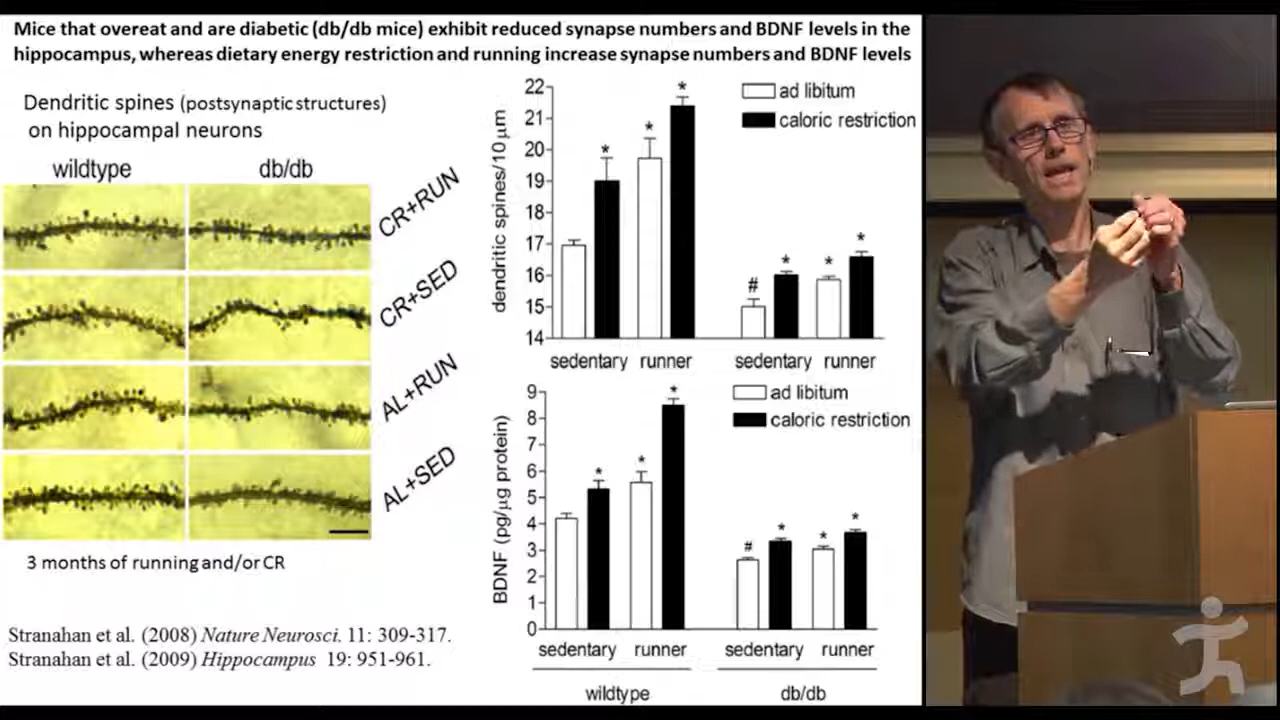 Mice that overeat and are diabetic (db/db mice) exhibit reduced synapse numbers and BDNF levels in the
hippocampus, whereas dietary energy restriction and running increase synapse numbers and BDNF levels
Dendritic spines (postsynaptic structures)
on hippocampal neurons
wildtype
db/db
CR+RUN
CR+SED
AL+RUN
AL+SED
3 months of running and/or CR
Stranahan et al. (2008) Nature Neurosci. 11: 309-317.
Stranahan et al. (2009) Hippocampus 19: 951-961.
dendritic spines/10 µm
22
21
20
19
18
17
16
15
14
*
*
*
#
*
*
*
ad libitum
caloric restriction
sedentary runner
sedentary runner
BDNF (pg/µg protein)
9
8
7
6
5
4
3
2
1
0
*
*
*
#
*
*
*
ad libitum
caloric restriction
sedentary runner
sedentary runner
wildtype
db/db